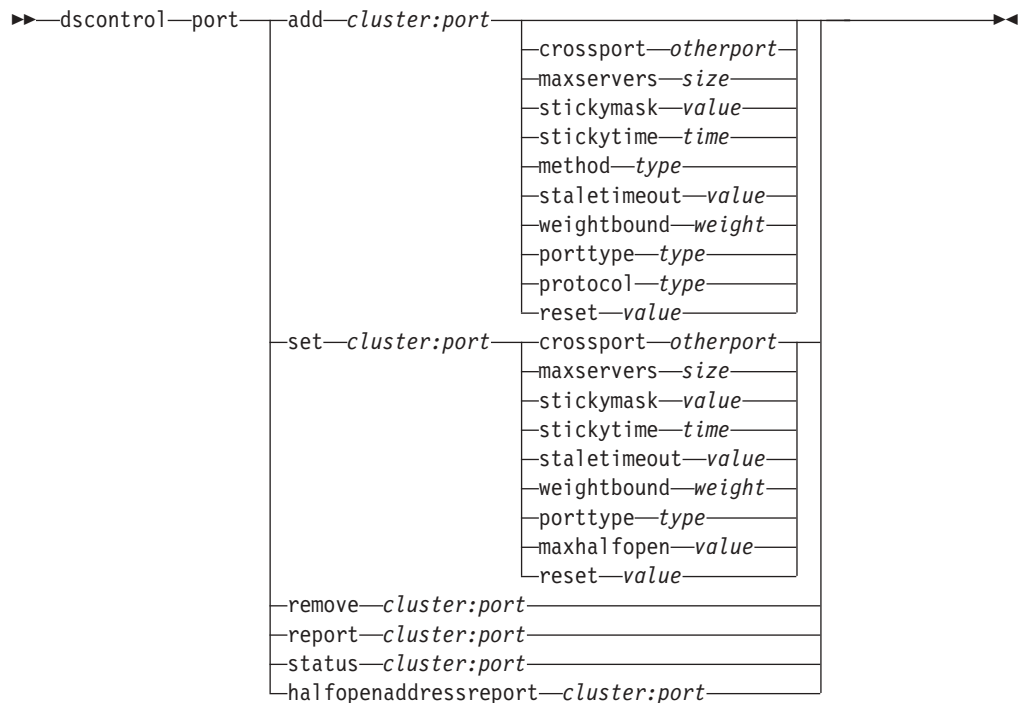 dscontrol port add cluster:port
crossport otherport
maxservers size
stickymask value
stickytime time
method type
staletimeout value
weightbound weight
porttype type
protocol type
reset value
set cluster:port crossport otherport
maxservers size
stickymask value
stickytime time
staletimeout value
weightbound weight
porttype type
maxhalfopen value
reset value
remove cluster:port
report cluster:port
status cluster:port
halfopenaddressreport cluster:port